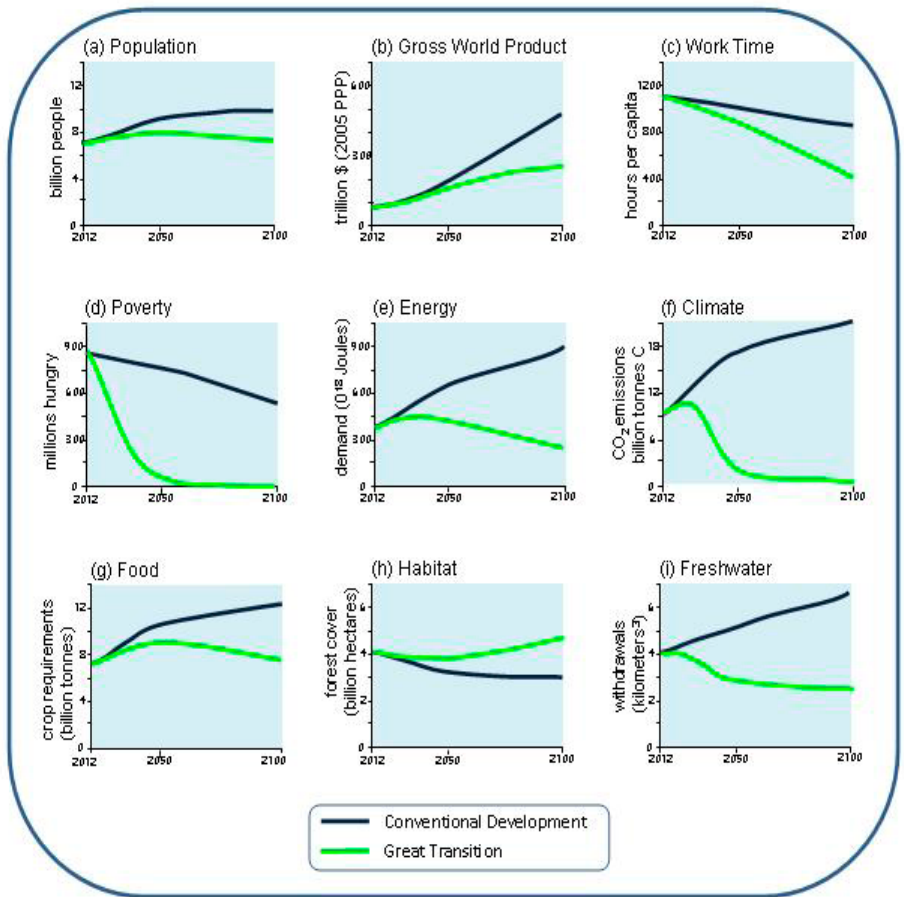 (a) Population
billion people
12
8
4
0
2012 2050 2100
(b) Gross World Product
trillion $ (2005 PPP)
600
300
0
2012 2050 2100
(c) Work Time
hours per capita
1200
800
400
0
2012 2050 2100
(d) Poverty
millions hungry
900
600
300
0
2012 2050 2100
(e) Energy
demand (0¹⁸ Joules)
900
600
300
0
2012 2050 2100
(f) Climate
CO₂ emissions
billion tonnes C
18
12
6
0
2012 2050 2100
(g) Food
crop requirements
(billion tonnes)
12
8
4
0
2012 2050 2100
(h) Habitat
forest cover
(billion hectares)
6
4
2
0
2012 2050 2100
(i) Freshwater
withdrawals
(kilometers³)
6
4
2
0
2012 2050 2100
Conventional Development
Great Transition